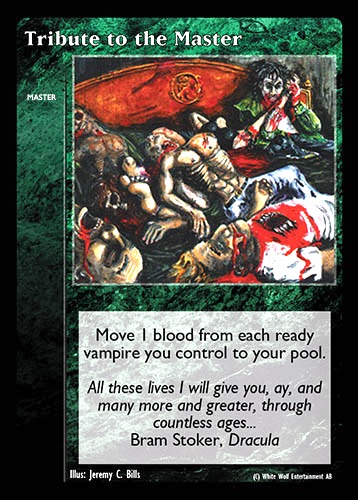 Tribute to the Master
MASTER
Move 1 blood from each ready
vampire you control to your pool.
All these lives I will give you, ay, and
many more and greater, through
countless ages...
Bram Stoker, Dracula
Illus: Jeremy C. Bills
(C) White Wolf Entertainment AB